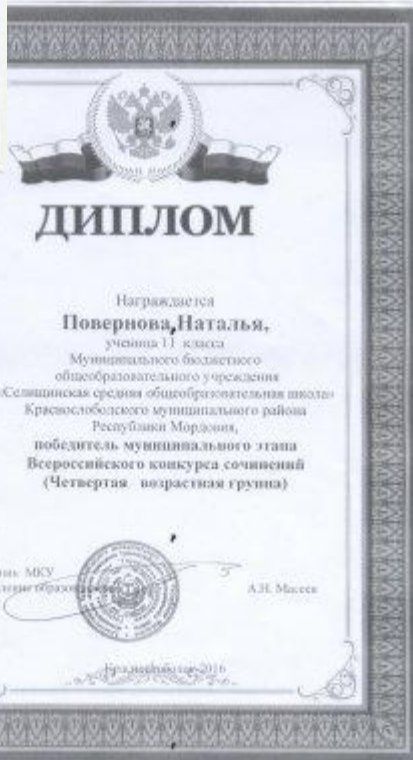 ДИПЛОМ
Награждается
Повернова Наталья,
ученица 11 класса
Муниципального бюджетного
общеобразовательного учреждения
«Селищинская средняя общеобразовательная школа»
Краснослободского муниципального района
Республики Мордовия,
победитель муниципального этапа
Всероссийского конкурса сочинений
(Четвертая возрастная группа)
МКУ
А.Н.
2016